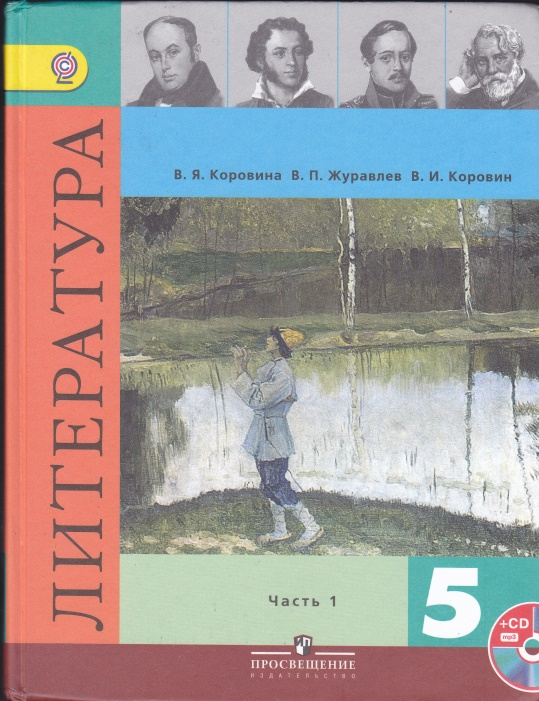 В. Я. Коровина В. П. Журавлев В. И. Коровин
ЛИТЕРАТУРА
Часть 1
5
+CD
mp3
ПРОСВЕЩЕНИЕ
ИЗДАТЕЛЬСТВО